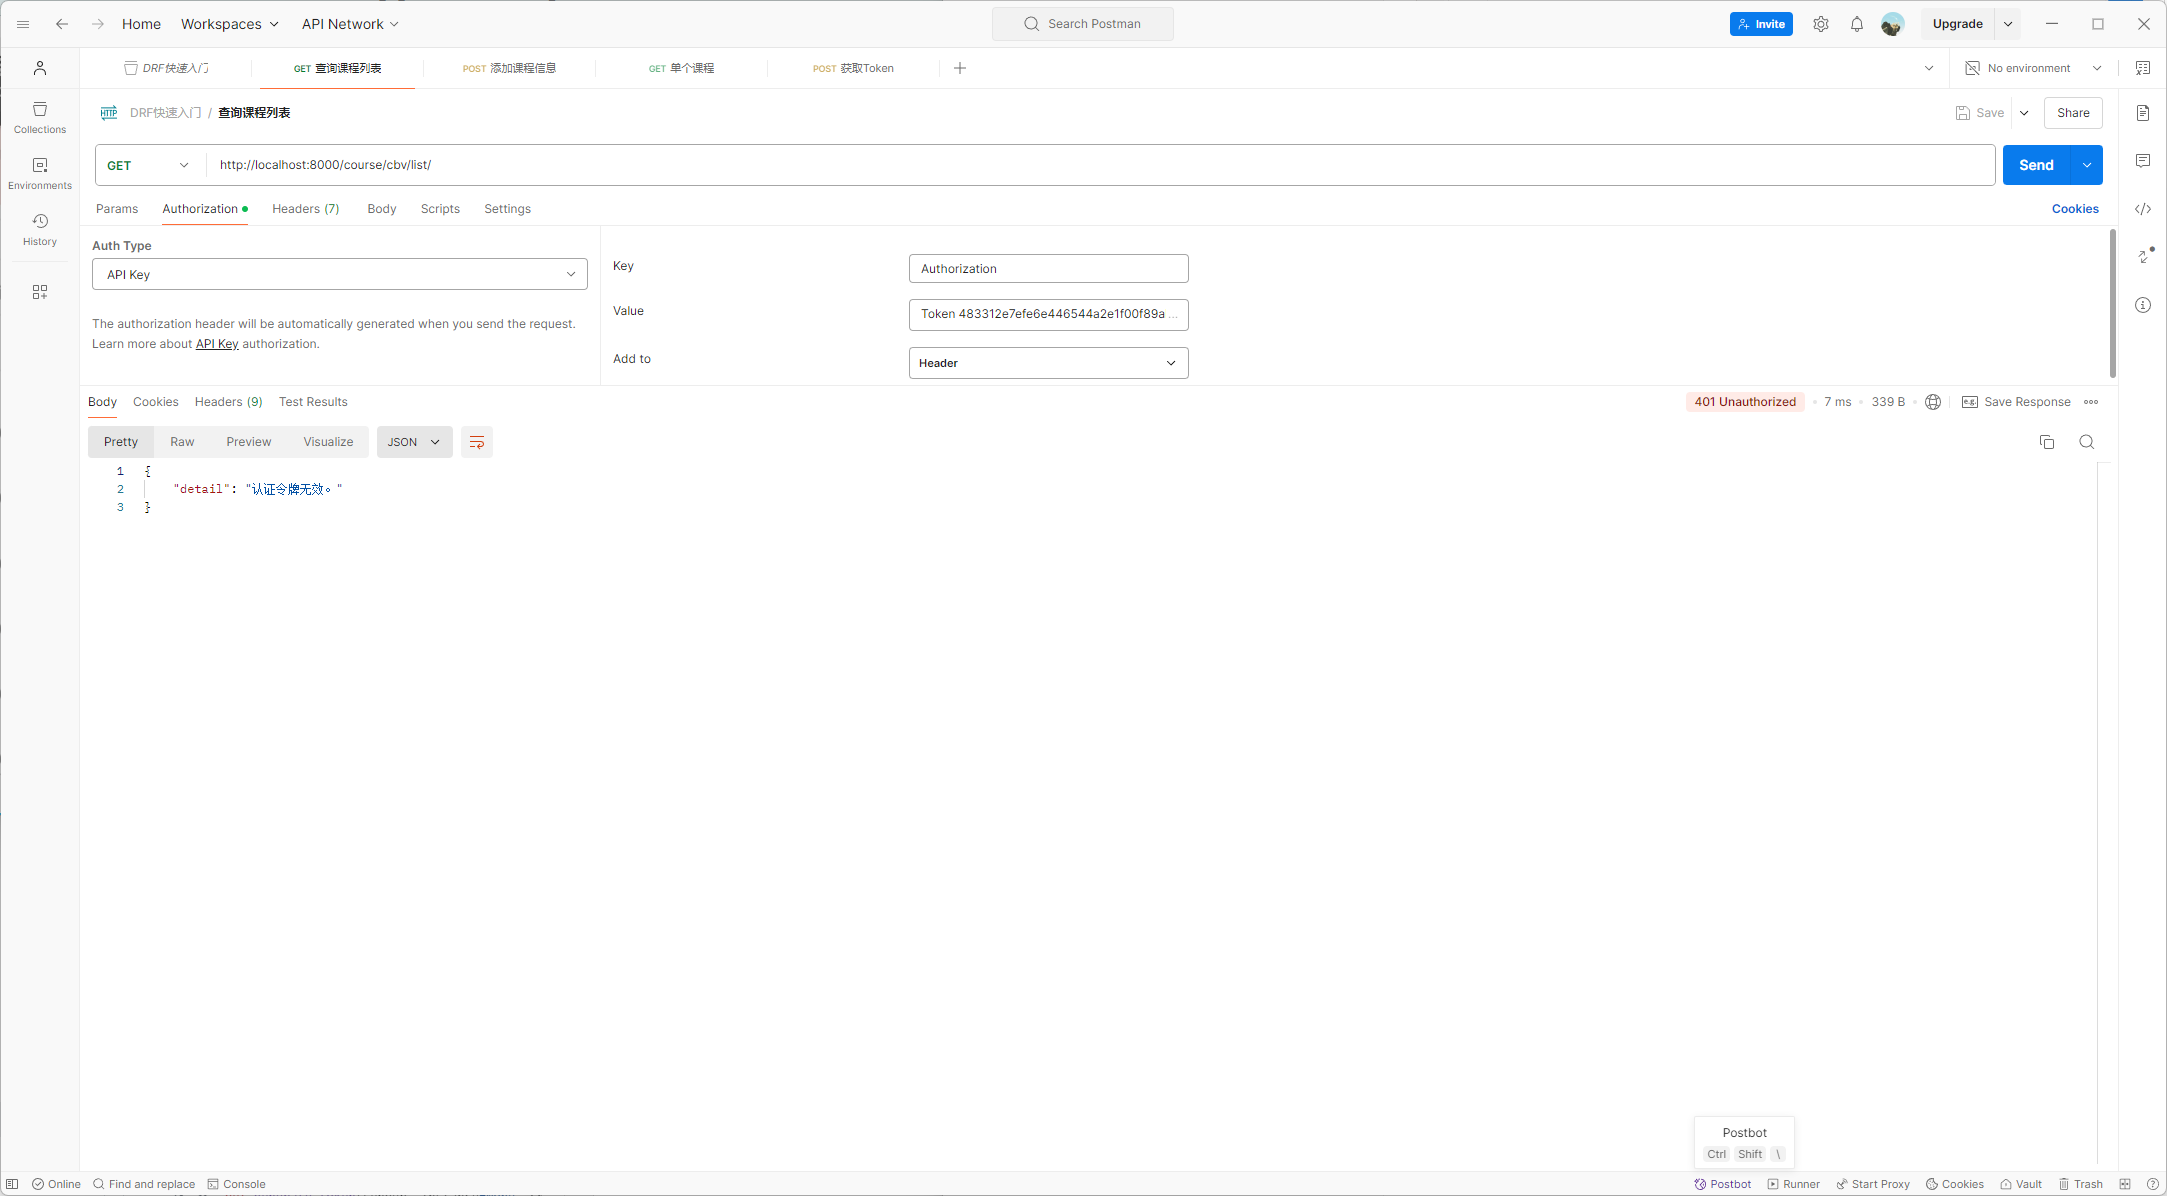 Home Workspaces API Network Search Postman Invite Upgrade
DRF快速入门 GET 查询课程列表 POST 添加课程信息 GET 单个课程 POST 获取Token No environment
Collections
Environments
History
HTTP DRF快速入门 / 查询课程列表 Save Share
GET http://localhost:8000/course/cbv/list/ Send
Params Authorization Headers (7) Body Scripts Settings Cookies
Auth Type
API Key
The authorization header will be automatically generated when you send the request.
Learn more about API Key authorization.
Key Authorization
Value Token 483312e7efe6e446544a2e1f00f89a ...
Add to Header
Body Cookies Headers (9) Test Results 401 Unauthorized 7 ms 339 B e.g. Save Response
Pretty Raw Preview Visualize JSON
1 {
2 "detail": "认证令牌无效。"
3 }
Postbot
Ctrl Shift \
Online Find and replace Console Postbot Runner Start Proxy Cookies Vault Trash